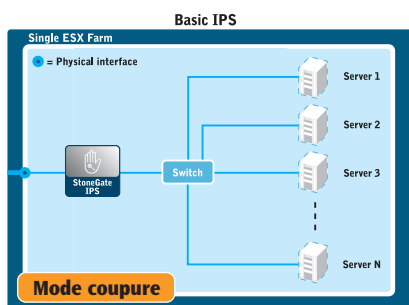 Basic IPS
Single ESX Farm
= Physical interface
Server 1
Server 2
StoneGate
IPS
Switch
Server 3
Server N
Mode coupure